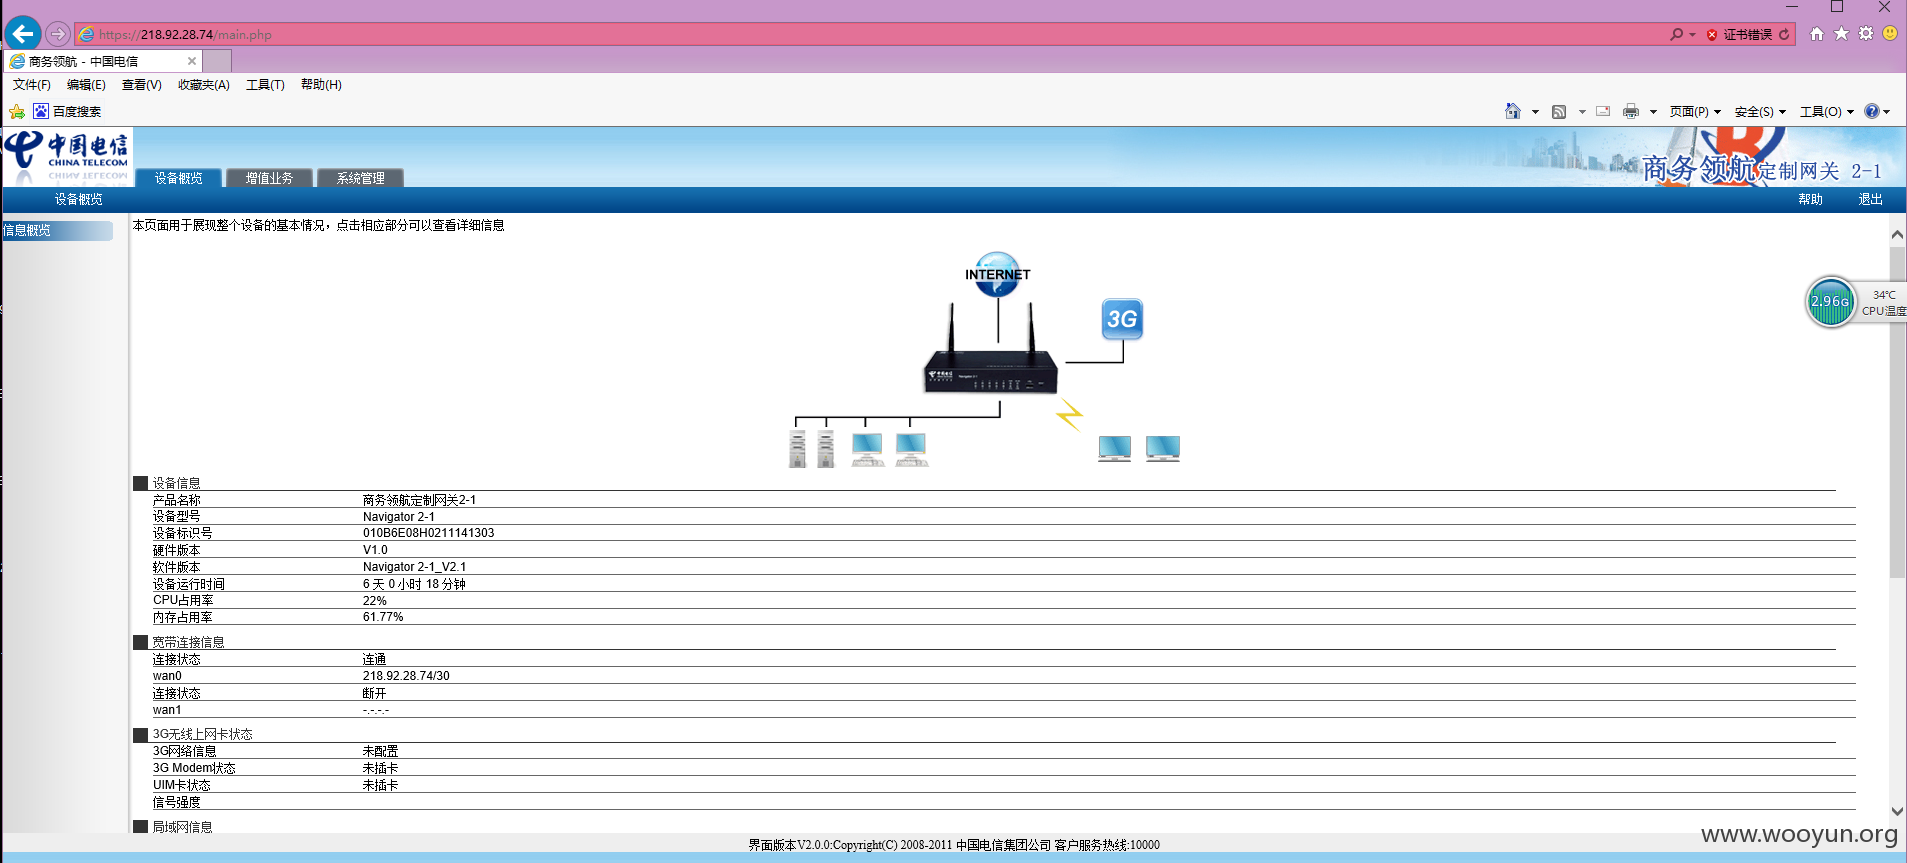 https://218.92.28.74/main.php
证书错误
商务领航 - 中国电信
文件(F) 编辑(E) 查看(V) 收藏夹(A) 工具(T) 帮助(H)
百度搜索
页面(P) 安全(S) 工具(O)
中国电信
CHINA TELECOM
设备概览 增值业务 系统管理
商务领航定制网关 2-1
设备概览
帮助 退出
信息概览
本页面用于展现整个设备的基本情况，点击相应部分可以查看详细信息
INTERNET
3G
2.96G
34℃
CPU温度
设备信息
产品名称 商务领航定制网关2-1
设备型号 Navigator 2-1
设备标识号 010B6E08H0211141303
硬件版本 V1.0
软件版本 Navigator 2-1_V2.1
设备运行时间 6 天 0 小时 18 分钟
CPU占用率 22%
内存占用率 61.77%
宽带连接信息
连接状态 连通
wan0 218.92.28.74/30
连接状态 断开
wan1 -.-.-.-
3G无线上网卡状态
3G网络信息 未配置
3G Modem状态 未插卡
UIM卡状态 未插卡
信号强度
局域网信息
www.wooyun.org
界面版本V2.0.0:Copyright(C) 2008-2011 中国电信集团公司 客户服务热线:10000